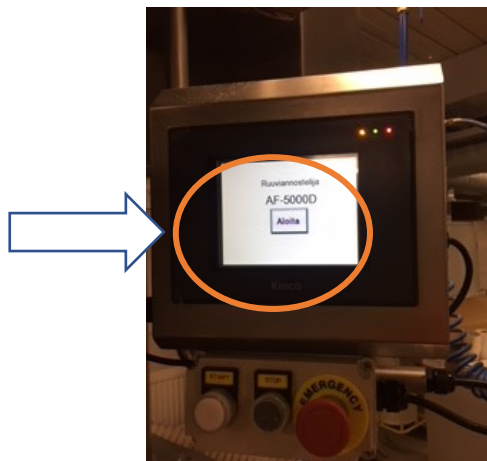 Ruuviannostelija
AF-5000D
Aloita
Kinco
START
STOP
EMERGENCY